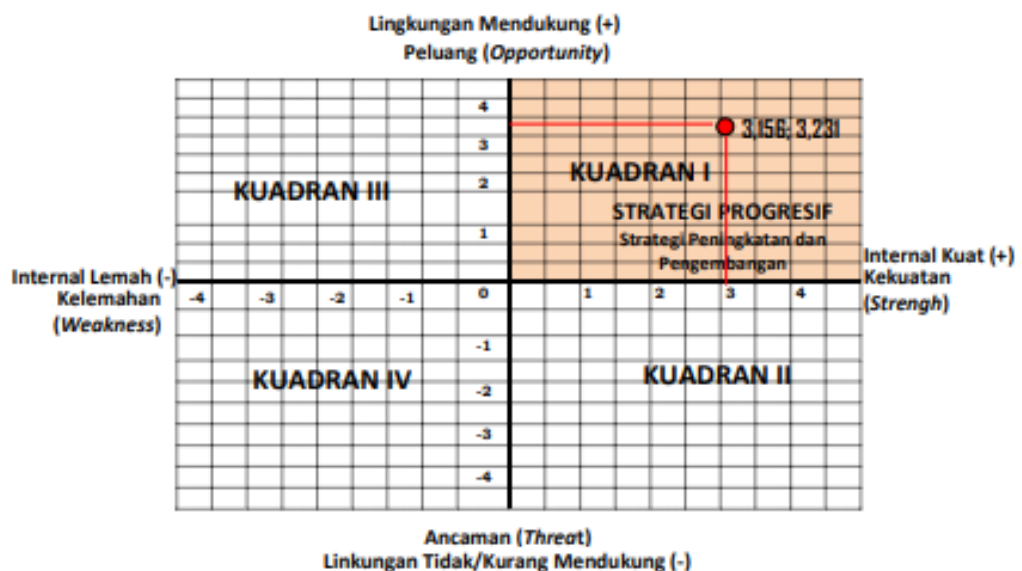 Lingkungan Mendukung (+)
Peluang (Opportunity)
4
3,156; 3,231
3
KUADRAN I
2
KUADRAN III
STRATEGI PROGRESIF
1
Strategi Peningkatan dan
Pengembangan
Internal Lemah (-)
Kelemahan
(Weakness)
Internal Kuat (+)
Kekuatan
(Strengh)
-4 -3 -2 -1 0 1 2 3 4
-1
KUADRAN IV
KUADRAN II
-2
-3
-4
Ancaman (Threat)
Linkungan Tidak/Kurang Mendukung (-)